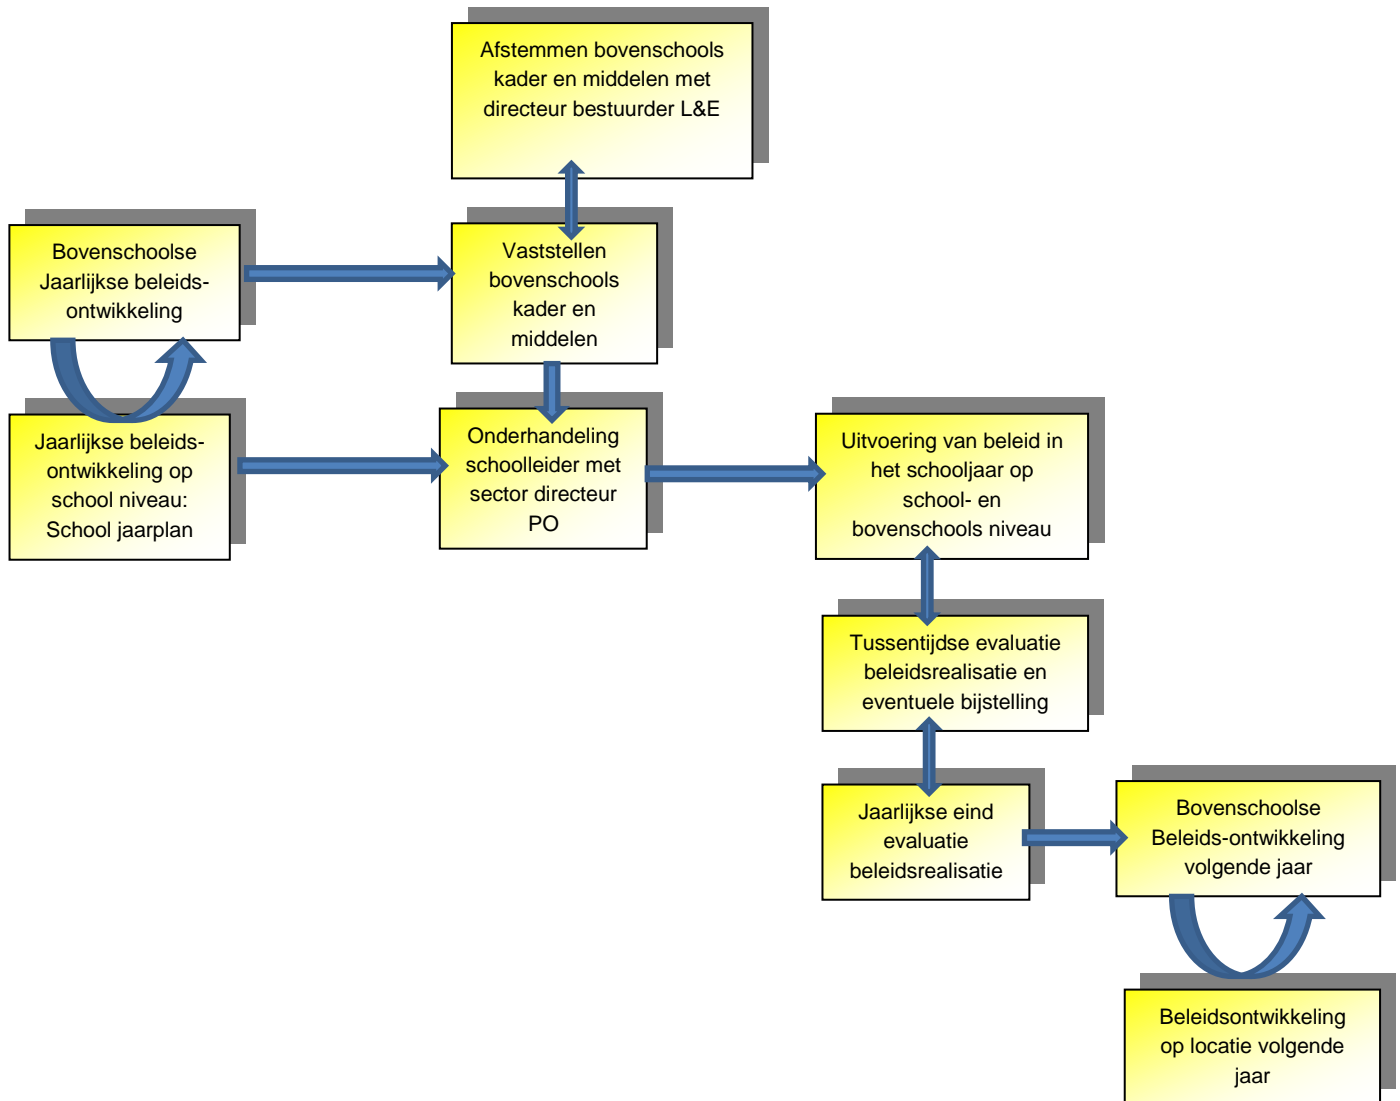 Afstemmen bovenschools
kader en middelen met
directeur bestuurder L&E
Bovenschoolse
Jaarlijkse beleids-
ontwikkeling
Vaststellen
bovenschools
kader en
middelen
Jaarlijkse beleids-
ontwikkeling op
school niveau:
School jaarplan
Onderhandeling
schoolleider met
sector directeur
PO
Uitvoering van beleid in
het schooljaar op
school- en
bovenschools niveau
Tussentijdse evaluatie
beleidsrealisatie en
eventuele bijstelling
Jaarlijkse eind
evaluatie
beleidsrealisatie
Bovenschoolse
Beleids-ontwikkeling
volgende jaar
Beleidsontwikkeling
op locatie volgende
jaar